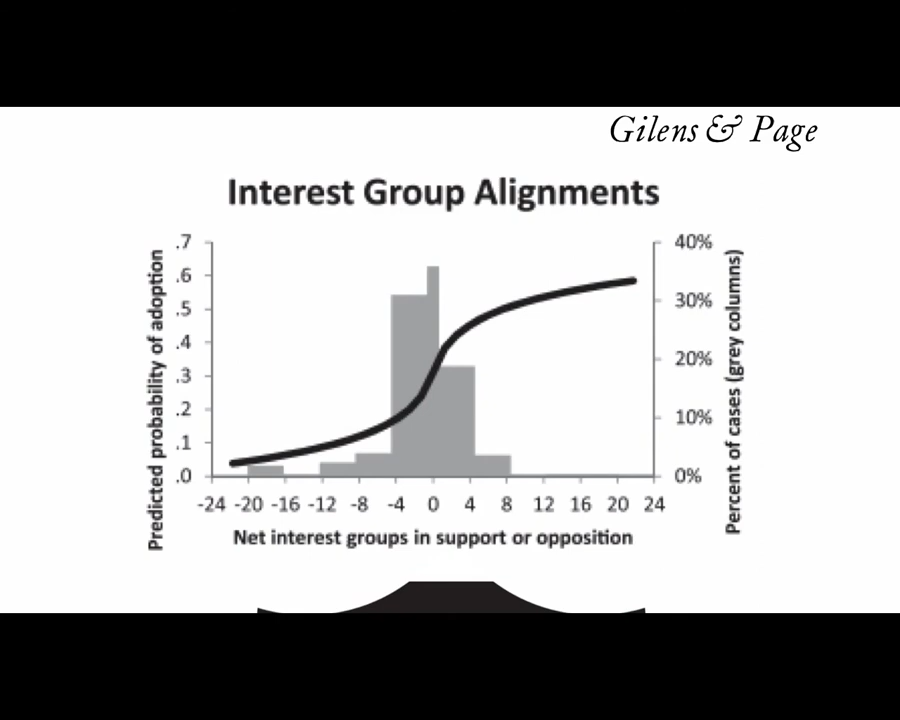 Gilens & Page
Interest Group Alignments
Predicted probability of adoption
.7
.6
.5
.4
.3
.2
.1
.0
40%
30%
20%
10%
0%
Percent of cases (grey columns)
-24 -20 -16 -12 -8 -4 0 4 8 12 16 20 24
Net interest groups in support or opposition